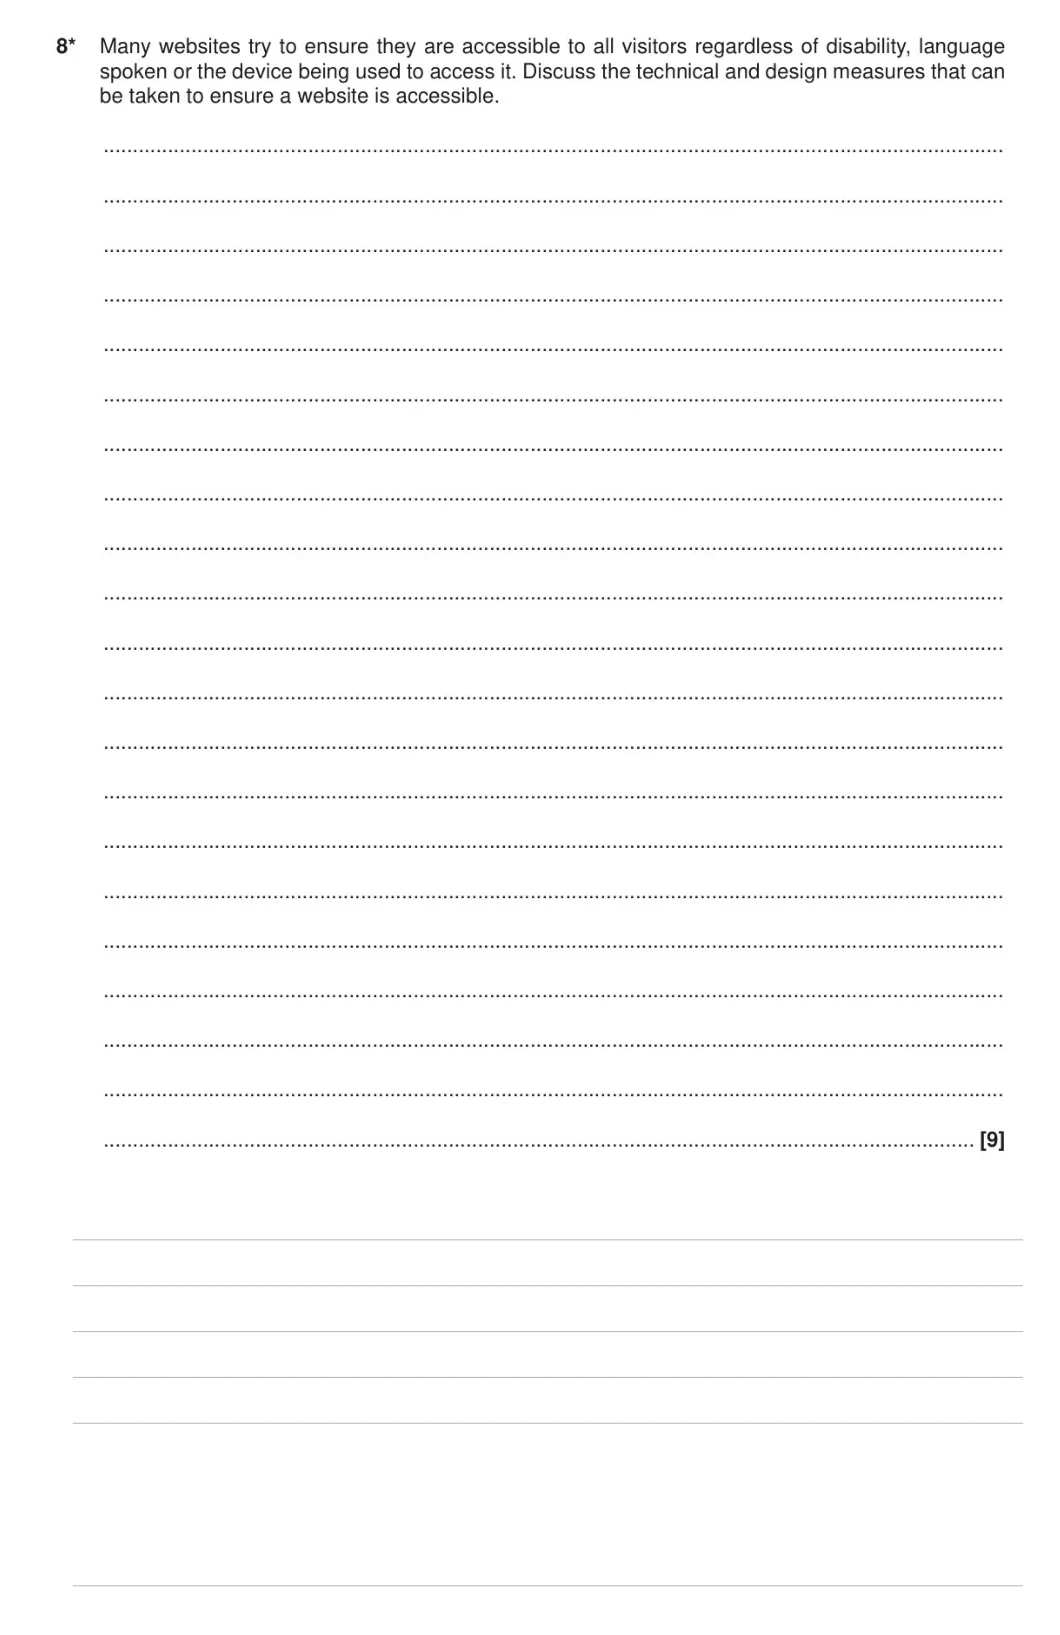 8* Many websites try to ensure they are accessible to all visitors regardless of disability, language
spoken or the device being used to access it. Discuss the technical and design measures that can
be taken to ensure a website is accessible.
[9]